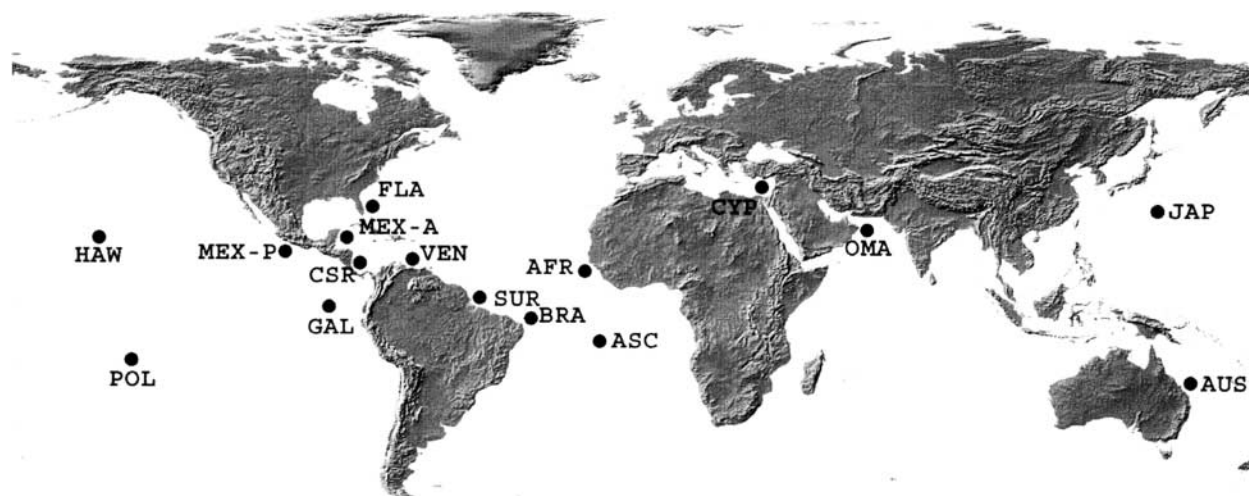 FLA
CYP
JAP
MEX-A
HAW
MEX-P
VEN
OMA
CSR
AFR
SUR
GAL
BRA
ASC
POL
AUS